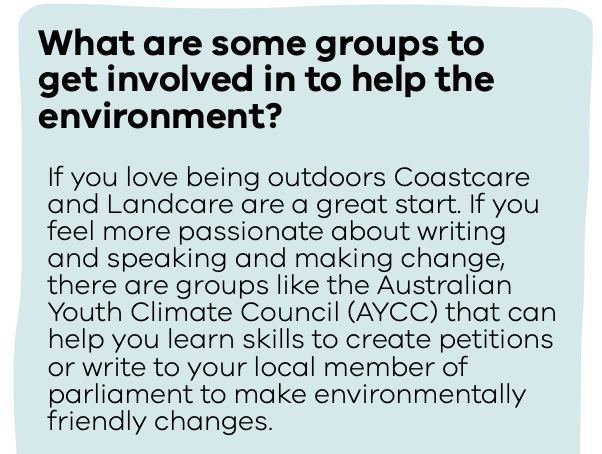 What are some groups to
get involved in to help the
environment?
If you love being outdoors Coastcare
and Landcare are a great start. If you
feel more passionate about writing
and speaking and making change,
there are groups like the Australian
Youth Climate Council (AYCC) that can
help you learn skills to create petitions
or write to your local member of
parliament to make environmentally
friendly changes.